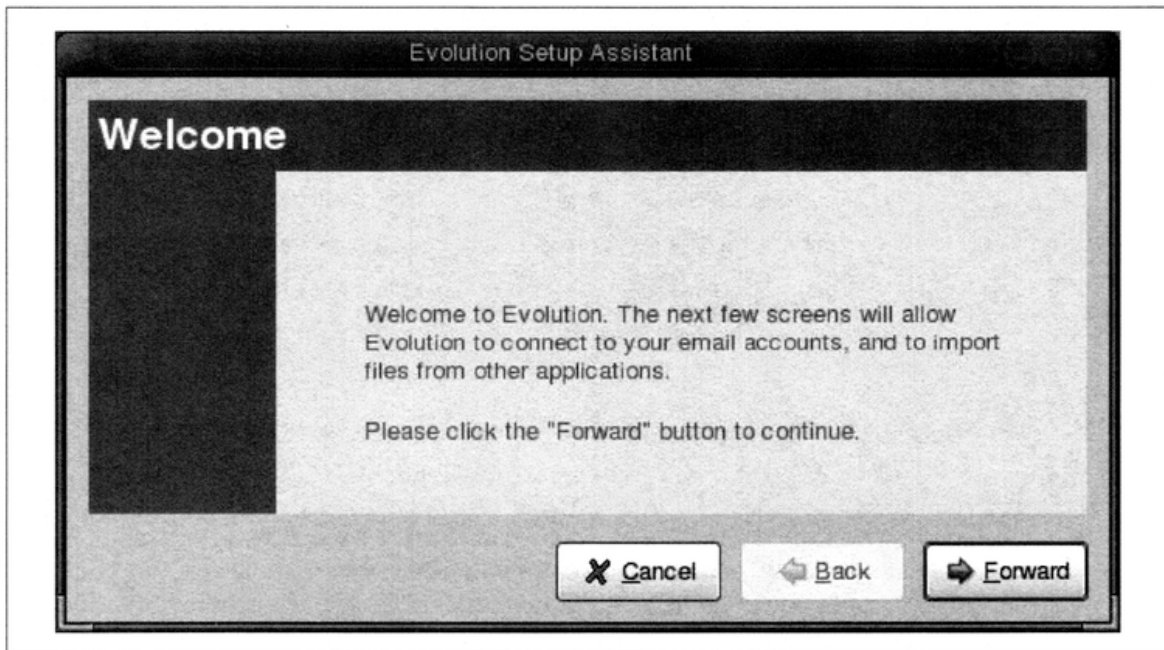 Evolution Setup Assistant
Welcome
Welcome to Evolution. The next few screens will allow
Evolution to connect to your email accounts, and to import
files from other applications.
Please click the "Forward" button to continue.
Cancel
Back
Forward